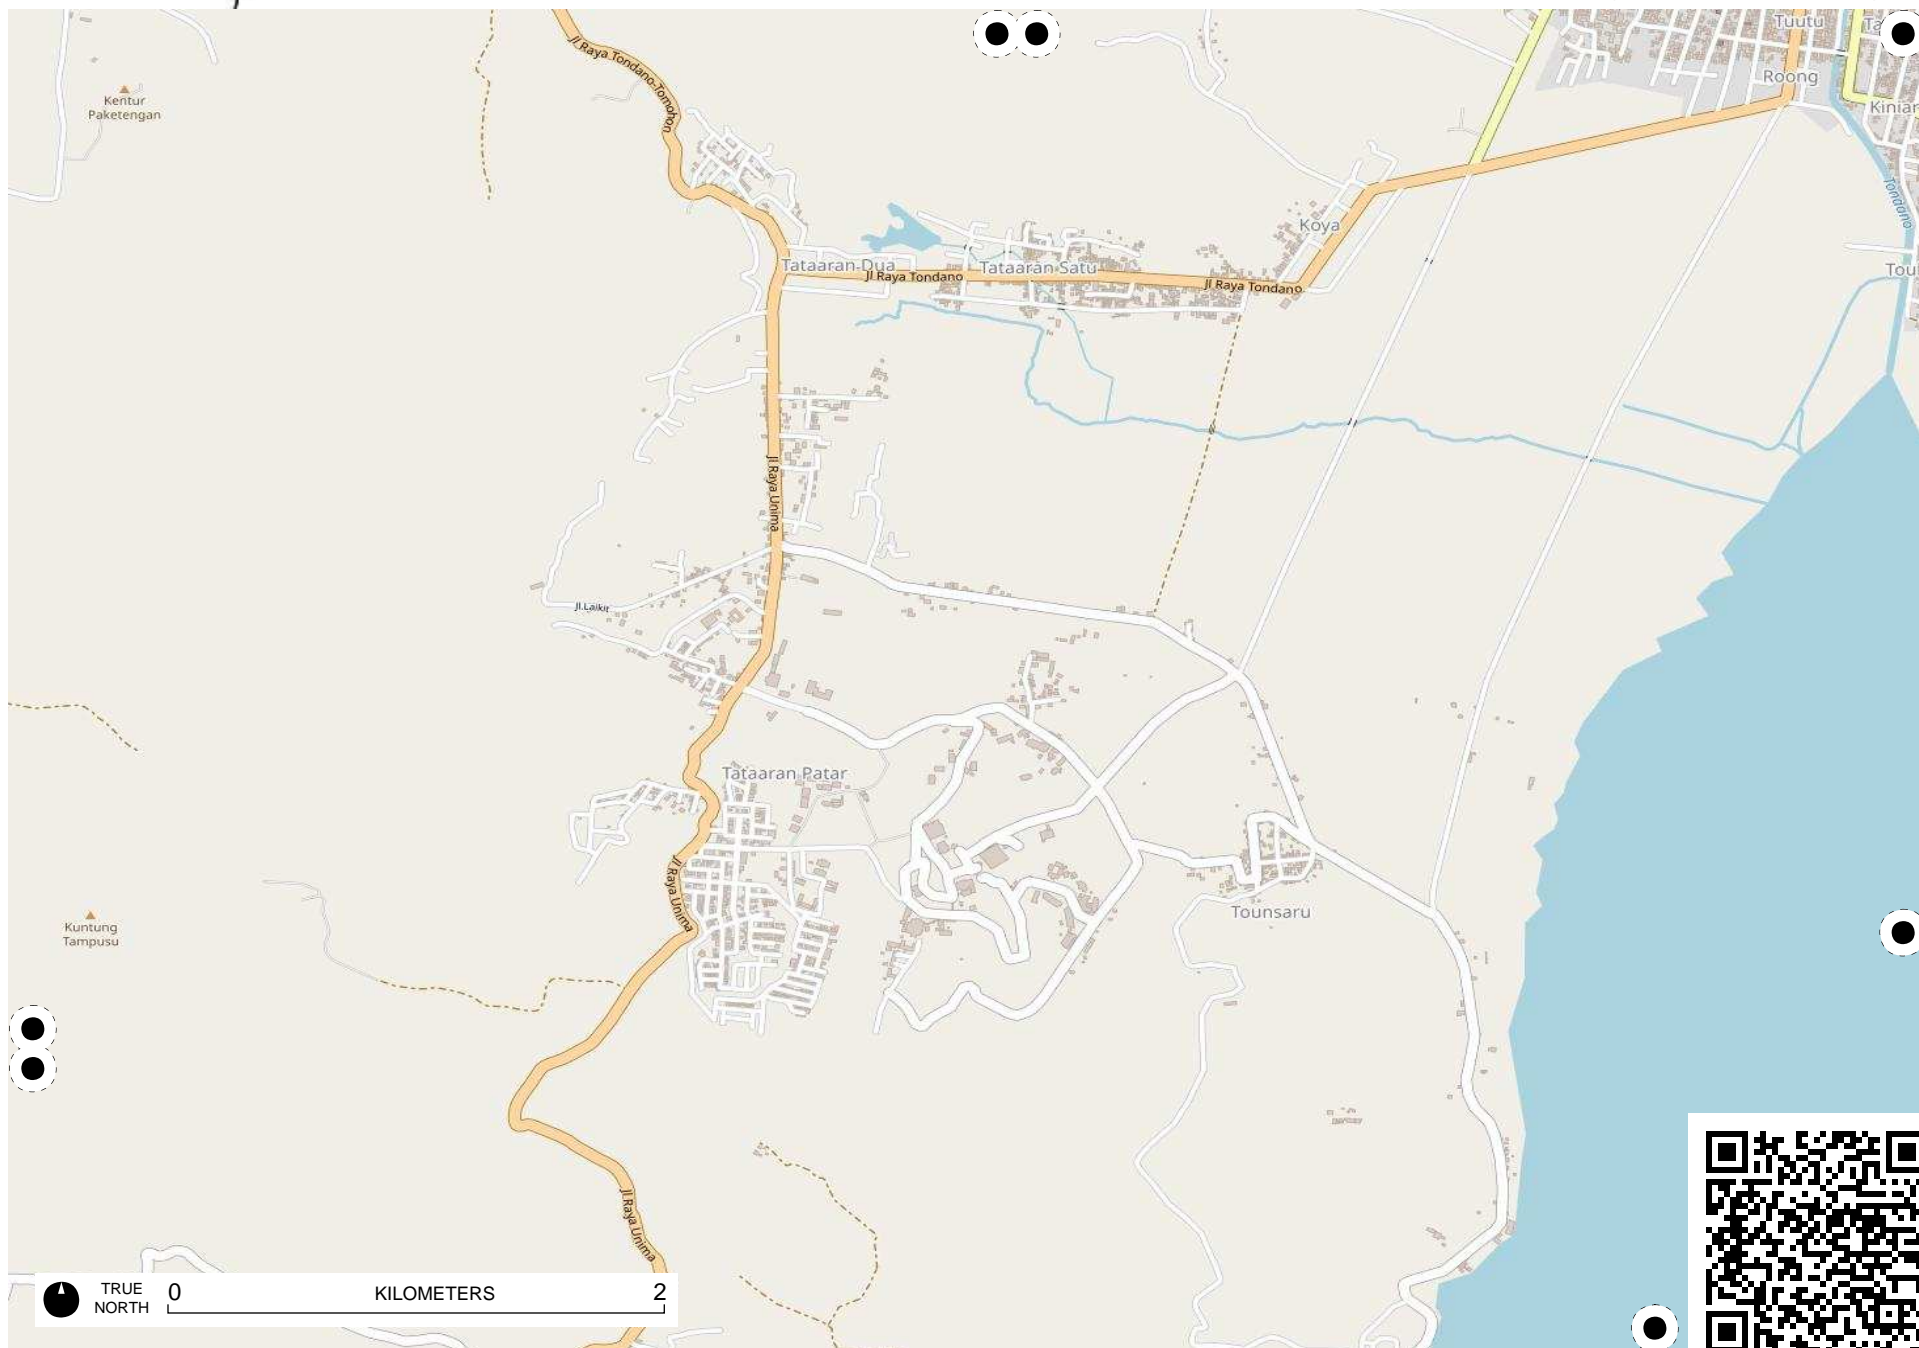 Jl Raya Tondano-Tomohon
Tuutu
Roong
Kentur
Paketengan
Kiniar
Tondano
Koya
Tataaran Dua
Tataaran Satu
Jl Raya Tondano
Jl Raya Tondano
Jl Raya Unima
Jl.Laikit
Tataaran Patar
Jl Raya Unima
Tounsaru
Kuntung
Tampusu
Jl Raya Unima
TRUE
NORTH
0
KILOMETERS
2